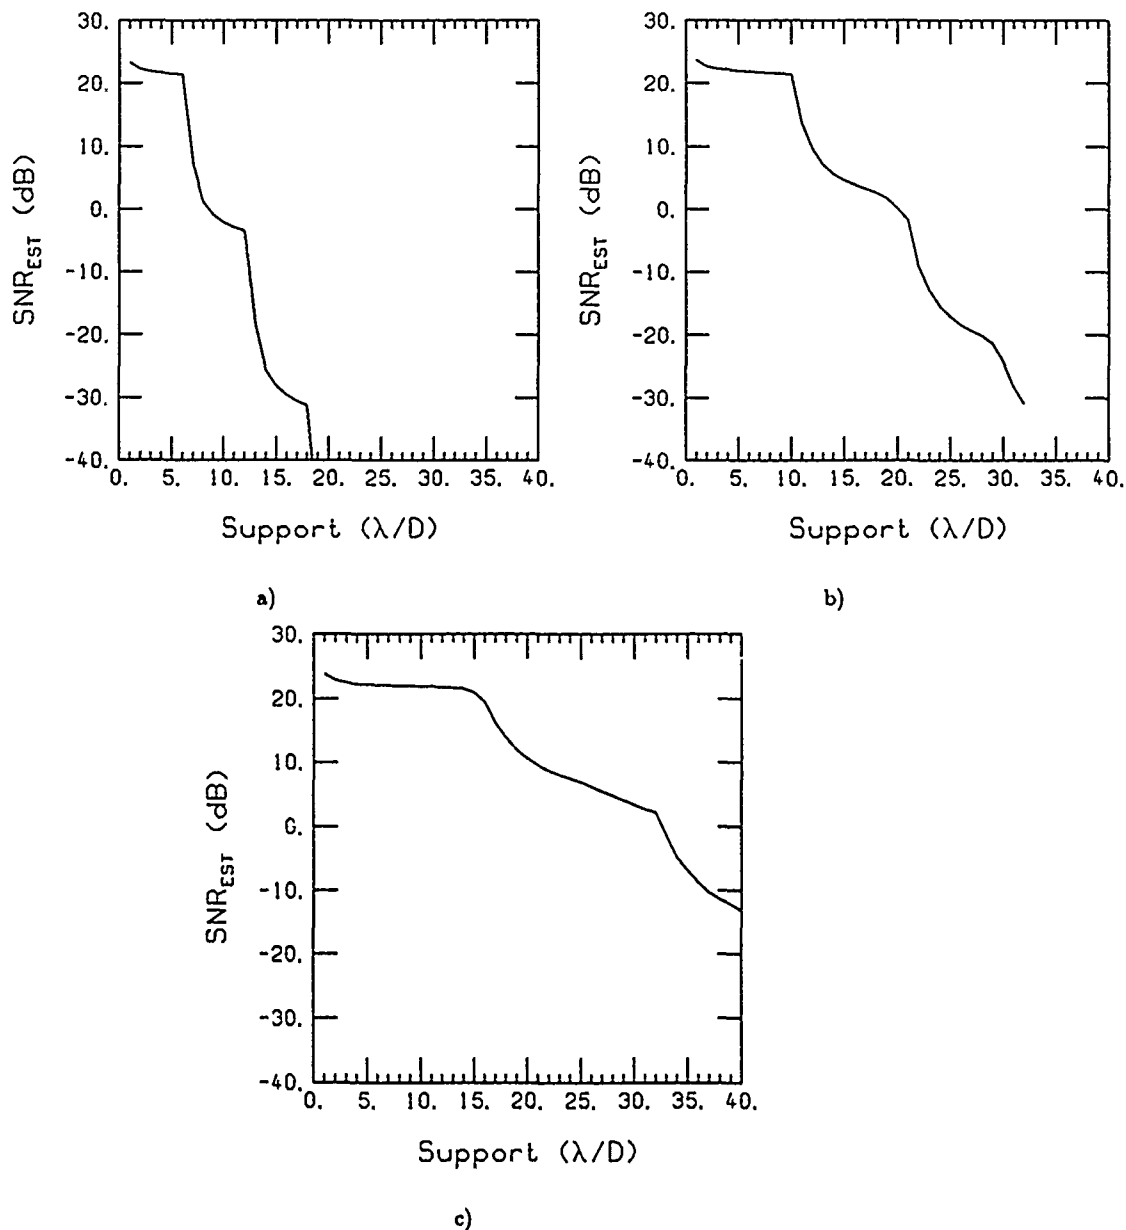 30.
20.
10.
0.
-10.
-20.
-30.
-40.
SNR_EST (dB)
0. 5. 10. 15. 20. 25. 30. 35. 40.
Support (λ/D)
a)
30.
20.
10.
0.
-10.
-20.
-30.
-40.
SNR_EST (dB)
0. 5. 10. 15. 20. 25. 30. 35. 40.
Support (λ/D)
b)
30.
20.
10.
G.
-10.
-20.
-30.
-40.
SNR_EST (dB)
0. 5. 10. 15. 20. 25. 30. 35. 40.
Support (λ/D)
c)